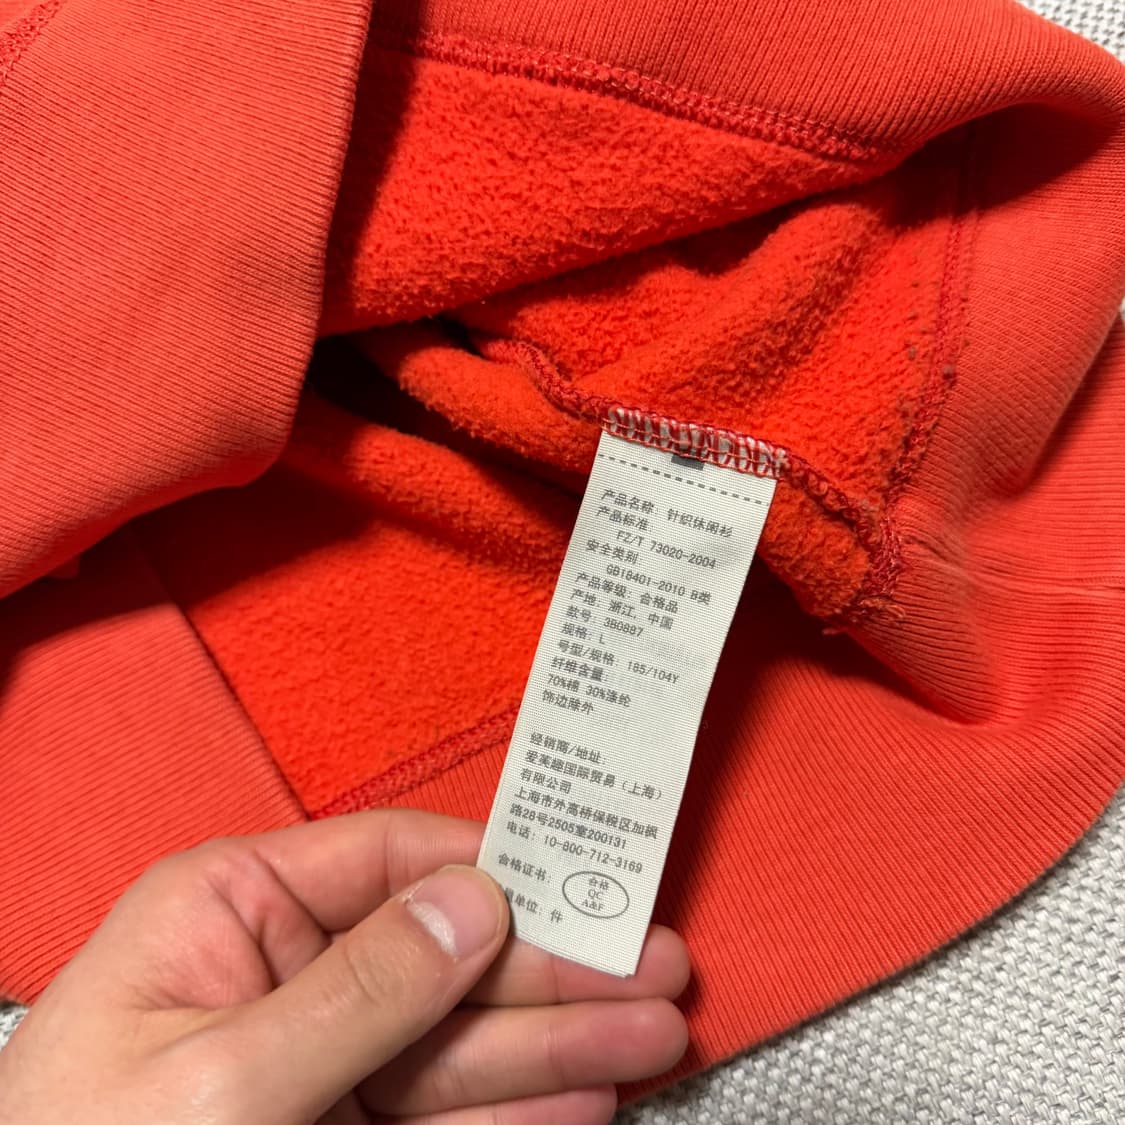 产品名称: 针织休闲衫
产品标准:
FZ/T 73020-2004
安全类别
GB18401-2010 B类
产品等级: 合格品
产地: 浙江, 中国
款号: 380887
规格: L
号型/规格: 185/104Y
纤维含量:
70%棉 30%涤纶
饰边除外
经销商/地址:
爱芙趣国际贸易（上海）
有限公司
上海市外高桥保税区加枫
路28号2505室200131
电话: 10-800-712-3169
合格证书:
合格
QC
A&F
单位: 件